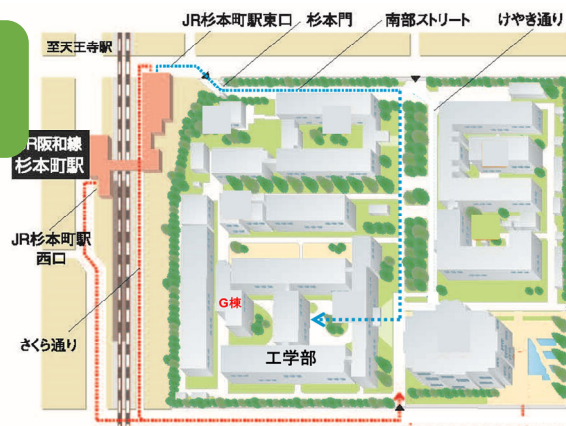 JR杉本町駅東口
杉本門
南部ストリート
けやき通り
至天王寺駅
JR阪和線
杉本町駅
JR杉本町駅
西口
さくら通り
G棟
工学部